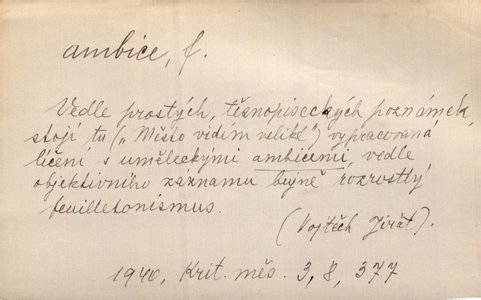 ambice, f.
Vedle prostých, těsnopiseckých poznámek,
stojí tu („Město vidím veliké") vypracovaná
líčení s uměleckými ambicemi, vedle
objektivního záznamu bujně rozrostlý
feuilletonismus.
(Vojtěch Jirát).
1940, Krit. měs. 3, 8, 377